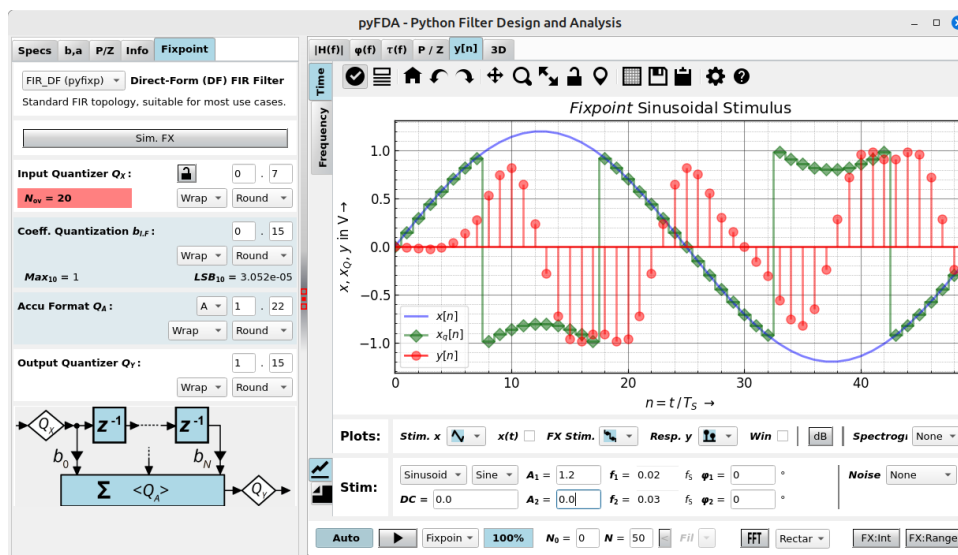 pyFDA - Python Filter Design and Analysis
Specs b,a P/Z Info Fixpoint
FIR_DF (pyfixp) Direct-Form (DF) FIR Filter
Standard FIR topology, suitable for most use cases.
Sim. FX
Input Quantizer Qx : 0 . 7
Nov = 20 Wrap Round
Coeff. Quantization bI,F : 0 . 15
Wrap Round
Max10 = 1 LSB10 = 3.052e-05
Accu Format QA : A 1 . 22
Wrap Round
Output Quantizer QY : 1 . 15
Wrap Round
QX z-1 z-1
b0 bN
Σ <QA> QY
|H(f)| φ(f) τ(f) P / Z y[n] 3D
Time
Frequency
Fixpoint Sinusoidal Stimulus
x, xQ, y in V →
1.0
0.5
0.0
−0.5
−1.0
x[n]
xq[n]
y[n]
0 10 20 30 40
n = t / TS →
Plots: Stim. x x(t) FX Stim. Resp. y Win dB Spectrogr None
Stim: Sinusoid Sine A1 = 1.2 f1 = 0.02 fS φ1 = 0 ° Noise None
DC = 0.0 A2 = 0.0 f2 = 0.03 fS φ2 = 0 °
Auto Fixpoin 100% N0 = 0 N = 50 < Fil FFT Rectar FX:Int FX:Range